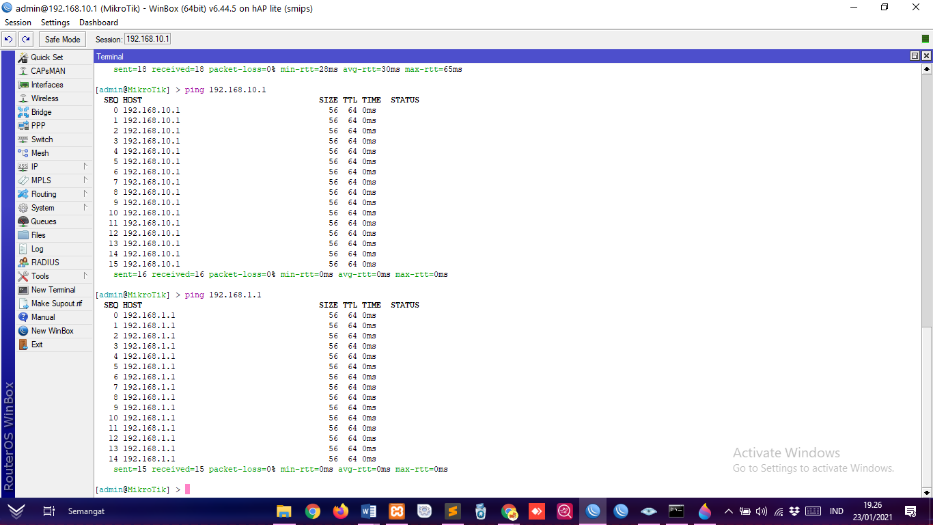 admin@192.168.10.1 (MikroTik) - WinBox (64bit) v6.44.5 on hAP lite (smips)
Session Settings Dashboard
Safe Mode Session: 192.168.10.1
Quick Set
CAPsMAN
Interfaces
Wireless
Bridge
PPP
Switch
Mesh
IP
MPLS
Routing
System
Queues
Files
Log
RADIUS
Tools
New Terminal
Make Supout.rif
Manual
New WinBox
Exit
RouterOS WinBox
Terminal
sent=18 received=18 packet-loss=0% min-rtt=28ms avg-rtt=30ms max-rtt=65ms
[admin@MikroTik] > ping 192.168.10.1
SEQ HOST SIZE TTL TIME STATUS
0 192.168.10.1 56 64 0ms
1 192.168.10.1 56 64 0ms
2 192.168.10.1 56 64 0ms
3 192.168.10.1 56 64 0ms
4 192.168.10.1 56 64 0ms
5 192.168.10.1 56 64 0ms
6 192.168.10.1 56 64 0ms
7 192.168.10.1 56 64 0ms
8 192.168.10.1 56 64 0ms
9 192.168.10.1 56 64 0ms
10 192.168.10.1 56 64 0ms
11 192.168.10.1 56 64 0ms
12 192.168.10.1 56 64 0ms
13 192.168.10.1 56 64 0ms
14 192.168.10.1 56 64 0ms
15 192.168.10.1 56 64 0ms
sent=16 received=16 packet-loss=0% min-rtt=0ms avg-rtt=0ms max-rtt=0ms
[admin@MikroTik] > ping 192.168.1.1
SEQ HOST SIZE TTL TIME STATUS
0 192.168.1.1 56 64 0ms
1 192.168.1.1 56 64 0ms
2 192.168.1.1 56 64 0ms
3 192.168.1.1 56 64 0ms
4 192.168.1.1 56 64 0ms
5 192.168.1.1 56 64 0ms
6 192.168.1.1 56 64 0ms
7 192.168.1.1 56 64 0ms
8 192.168.1.1 56 64 0ms
9 192.168.1.1 56 64 0ms
10 192.168.1.1 56 64 0ms
11 192.168.1.1 56 64 0ms
12 192.168.1.1 56 64 0ms
13 192.168.1.1 56 64 0ms
14 192.168.1.1 56 64 0ms
sent=15 received=15 packet-loss=0% min-rtt=0ms avg-rtt=0ms max-rtt=0ms
[admin@MikroTik] >
Activate Windows
Go to Settings to activate Windows.
Semangat
IND
19.26
23/01/2021